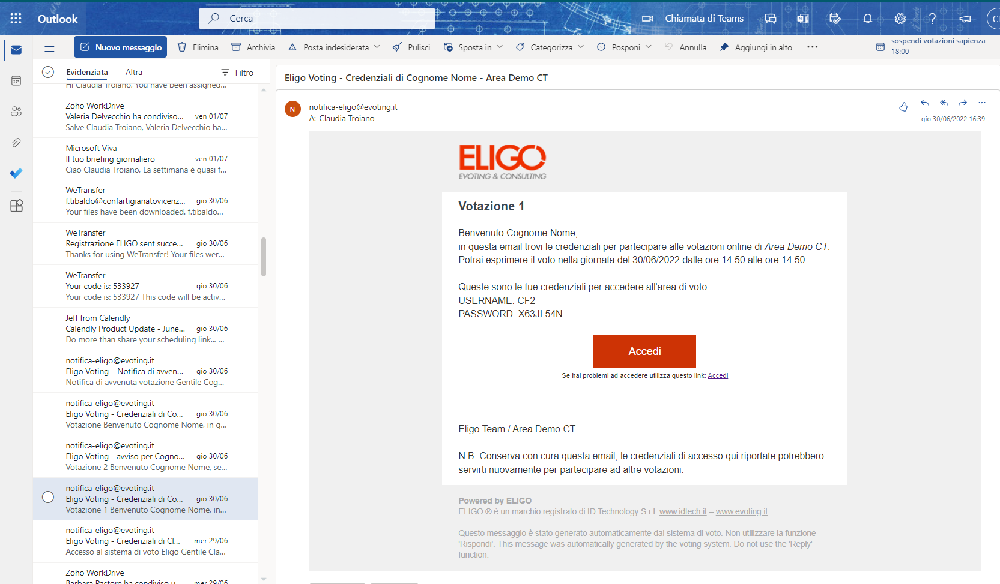 Outlook
Cerca
Chiamata di Teams
Nuovo messaggio
Elimina
Archivia
Posta indesiderata
Pulisci
Sposta in
Categorizza
Posponi
Annulla
Aggiungi in alto
sospendi votazioni sapienza
18:00
Evidenziata
Altra
Filtro
Hi Claudia Troiano, You have been assigned...
Zoho WorkDrive
Valeria Delvecchio ha condiviso... ven 01/07
Salve Claudia Troiano, Valeria Delvecchio ha...
Microsoft Viva
Il tuo briefing giornaliero ven 01/07
Ciao Claudia Troiano, La settimana è quasi f...
WeTransfer
f.tibaldo@confartigianatovicenz... gio 30/06
Your files have been downloaded. f.tibaldo...
WeTransfer
Registrazione ELIGO sent succe... gio 30/06
Thanks for using WeTransfer! Your files wer...
WeTransfer
Your code is: 533927 gio 30/06
Your code is: 533927 This code will be activ...
Jeff from Calendly
Calendly Product Update - June... gio 30/06
Do more than share your scheduling link... ...
notifica-eligo@evoting.it
Eligo Voting – Notifica di avven... gio 30/06
Notifica di avvenuta votazione Gentile Cog...
notifica-eligo@evoting.it
Eligo Voting - Credenziali di Co... gio 30/06
Votazione Benvenuto Cognome Nome, in q...
notifica-eligo@evoting.it
Eligo Voting - avviso per Cogno... gio 30/06
Votazione 2 Benvenuto Cognome Nome, se...
notifica-eligo@evoting.it
Eligo Voting - Credenziali di Co... gio 30/06
Votazione 1 Benvenuto Cognome Nome, in...
notifica-eligo@evoting.it
Eligo Voting - Credenziali di Cl... mer 29/06
Accesso al sistema di voto Eligo Gentile Cla...
Zoho WorkDrive
Barbara Pastore ha condiviso u... mer 29/06
Eligo Voting - Credenziali di Cognome Nome - Area Demo CT
N
notifica-eligo@evoting.it
A: Claudia Troiano
gio 30/06/2022 16:39
ELIGO
EVOTING & CONSULTING
Votazione 1
Benvenuto Cognome Nome,
in questa email trovi le credenziali per partecipare alle votazioni online di Area Demo CT.
Potrai esprimere il voto nella giornata del 30/06/2022 dalle ore 14:50 alle ore 14:50
Queste sono le tue credenziali per accedere all'area di voto:
USERNAME: CF2
PASSWORD: X63JL54N
Accedi
Se hai problemi ad accedere utilizza questo link: Accedi
Eligo Team / Area Demo CT
N.B. Conserva con cura questa email, le credenziali di accesso qui riportate potrebbero
servirti nuovamente per partecipare ad altre votazioni.
Powered by ELIGO
ELIGO ® è un marchio registrato di ID Technology S.r.l. www.idtech.it – www.evoting.it
Questo messaggio è stato generato automaticamente dal sistema di voto. Non utilizzare la funzione
'Rispondi'. This message was automatically generated by the voting system. Do not use the 'Reply'
function.